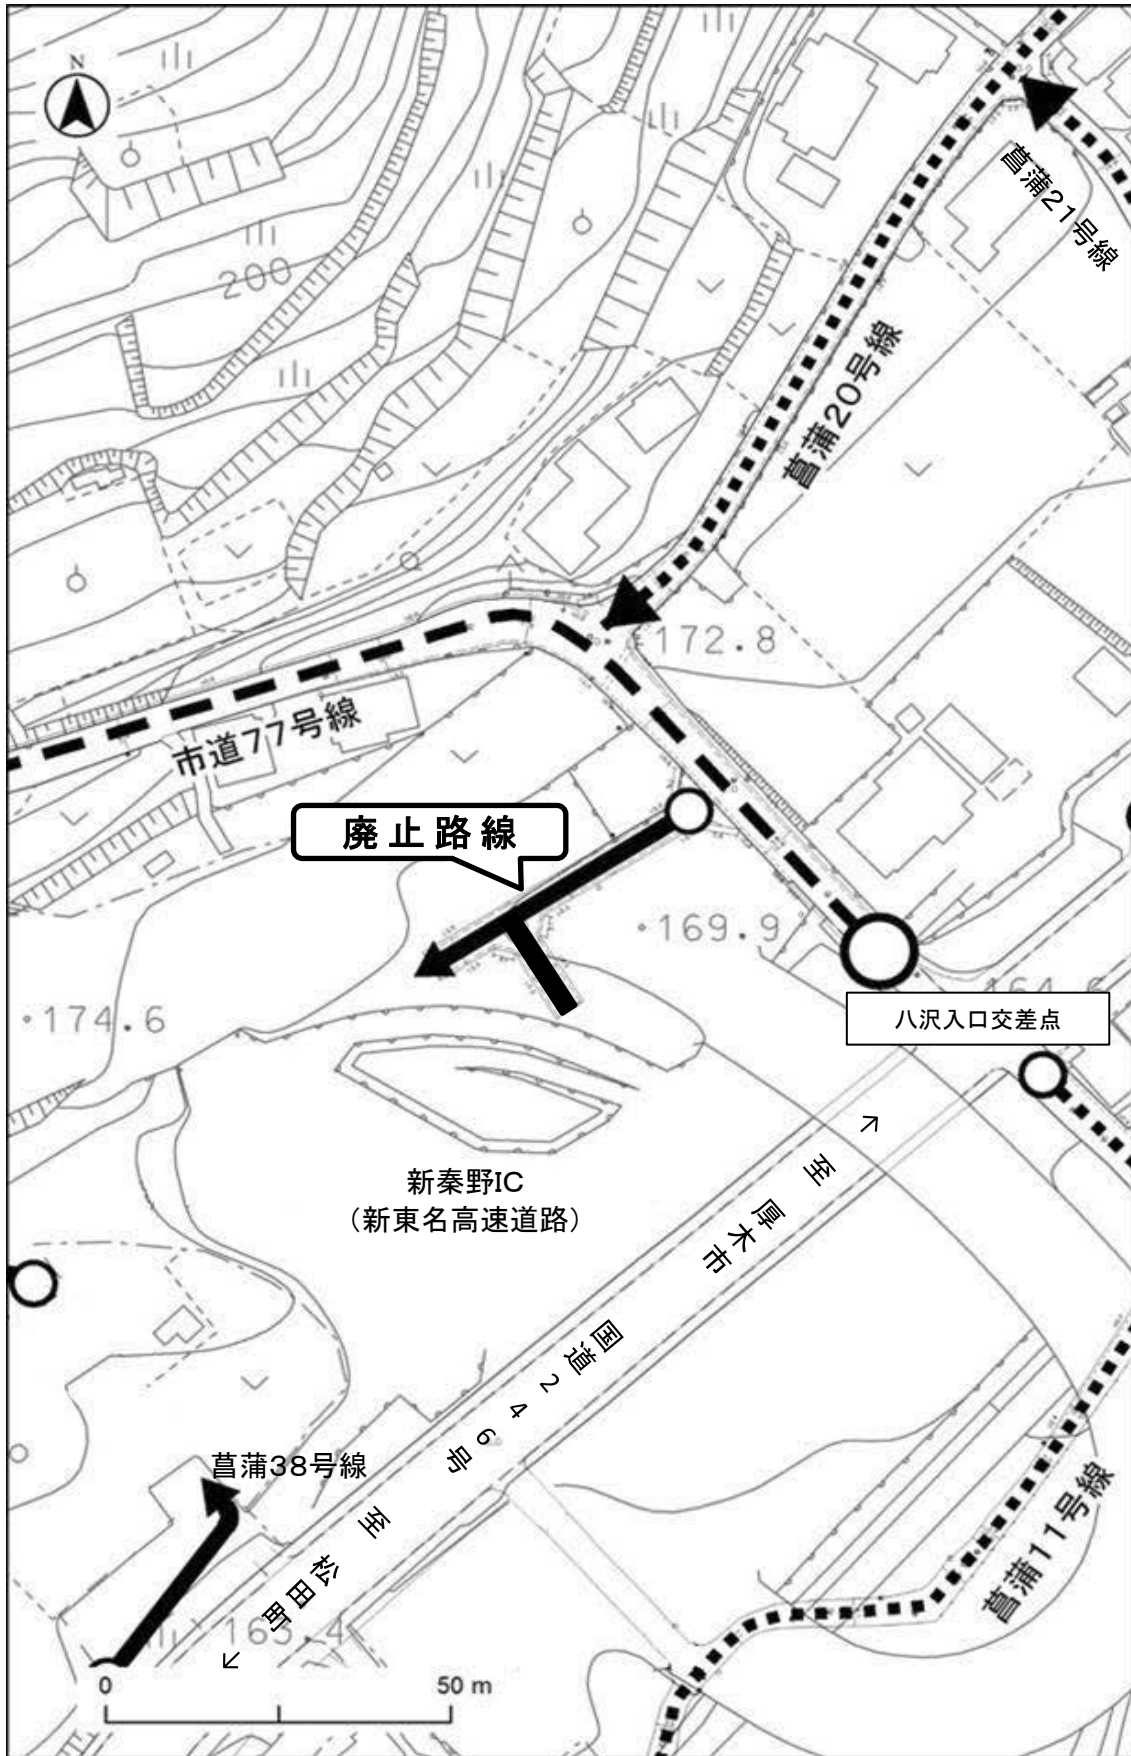 N
菖蒲21号線
200
菖蒲20号線
172.8
市道77号線
廃止路線
169.9
八沢入口交差点
174.6
新秦野IC
（新東名高速道路）
至 厚木市
国道246号
菖蒲38号線
至 松田町
菖蒲11号線
163.4
0
50 m